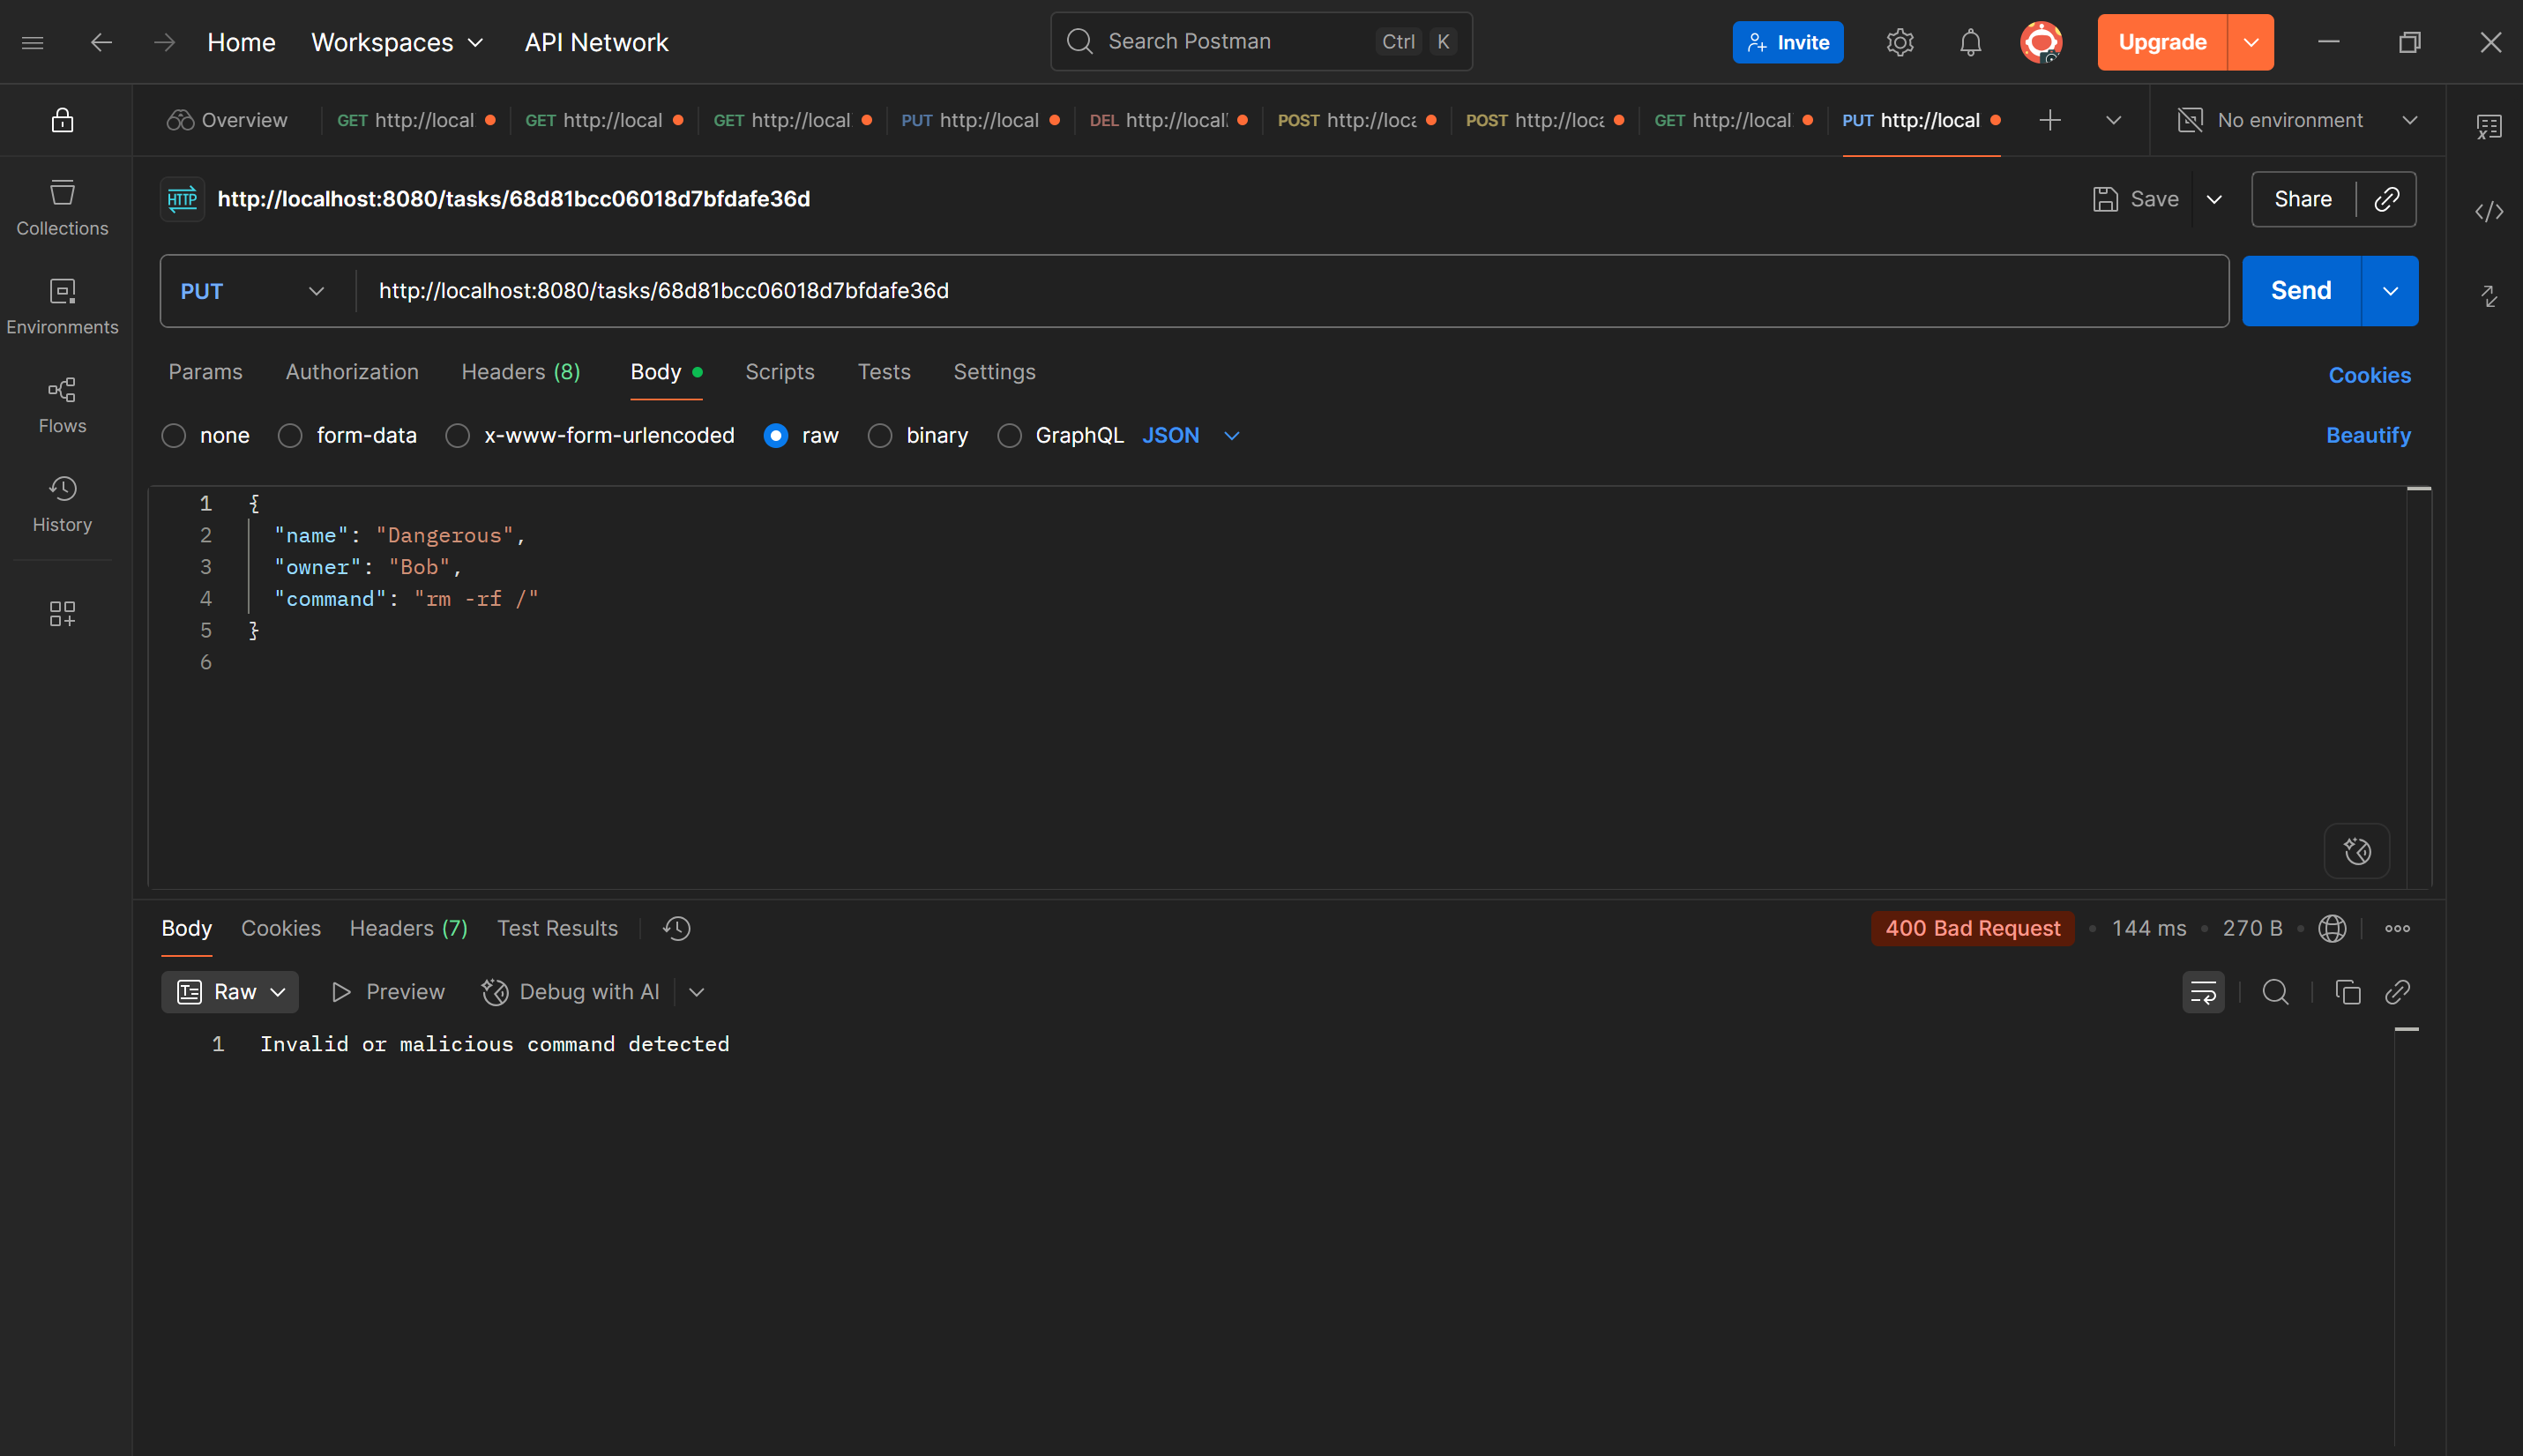 Home Workspaces API Network Search Postman Ctrl K Invite Upgrade
Overview GET http://local GET http://local GET http://local PUT http://local DEL http://local POST http://loca POST http://loca GET http://local PUT http://local No environment
HTTP http://localhost:8080/tasks/68d81bcc06018d7bfdafe36d Save Share
Collections
PUT http://localhost:8080/tasks/68d81bcc06018d7bfdafe36d Send
Environments
Params Authorization Headers (8) Body Scripts Tests Settings Cookies
Flows
none form-data x-www-form-urlencoded raw binary GraphQL JSON Beautify
History
1 {
2 "name": "Dangerous",
3 "owner": "Bob",
4 "command": "rm -rf /"
5 }
6
Body Cookies Headers (7) Test Results 400 Bad Request • 144 ms • 270 B
Raw Preview Debug with AI
1 Invalid or malicious command detected